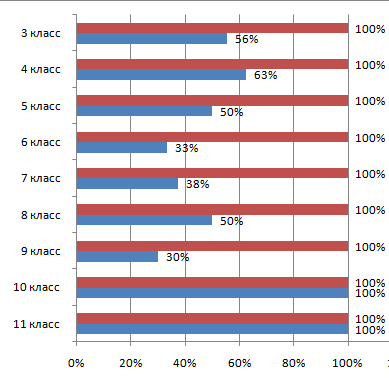 3 класс 100%
56%
4 класс 100%
63%
5 класс 100%
50%
6 класс 100%
33%
7 класс 100%
38%
8 класс 100%
50%
9 класс 100%
30%
10 класс 100%
100%
11 класс 100%
100%
0% 20% 40% 60% 80% 100%